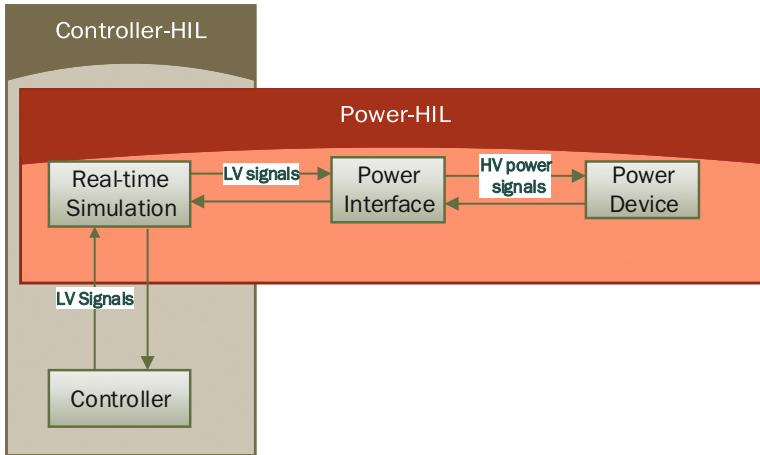 Controller-HIL
Power-HIL
Real-time
Simulation
LV signals
Power
Interface
HV power
signals
Power
Device
LV Signals
Controller